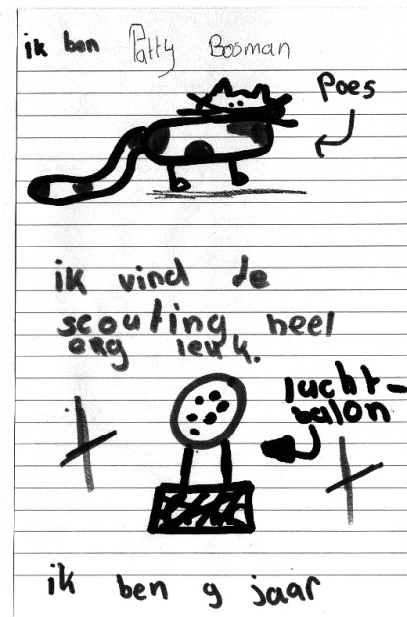 ik ben Patty Bosman
Poes
ik vind de
scouting heel
erg leuk.
lucht-
balon
ik ben 9 jaar